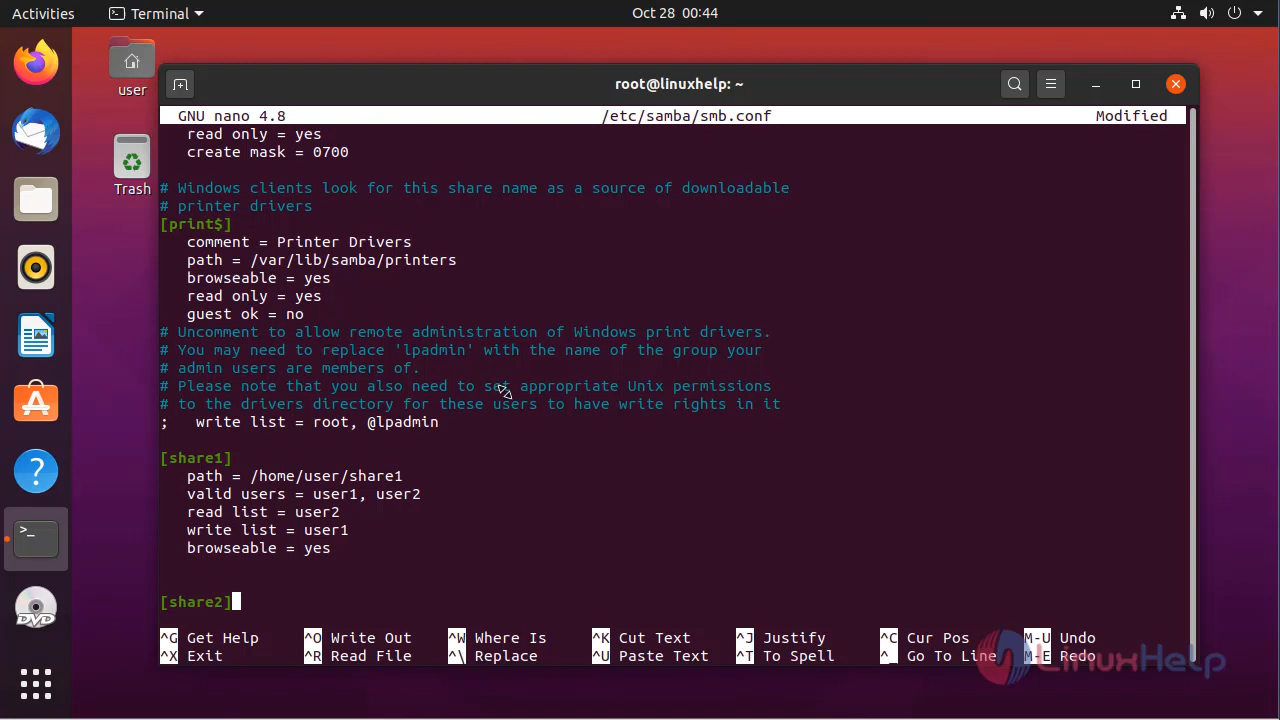 Activities Terminal Oct 28 00:44
user
Trash
root@linuxhelp: ~
GNU nano 4.8 /etc/samba/smb.conf Modified
read only = yes
create mask = 0700
# Windows clients look for this share name as a source of downloadable
# printer drivers
[print$]
comment = Printer Drivers
path = /var/lib/samba/printers
browseable = yes
read only = yes
guest ok = no
# Uncomment to allow remote administration of Windows print drivers.
# You may need to replace 'lpadmin' with the name of the group your
# admin users are members of.
# Please note that you also need to set appropriate Unix permissions
# to the drivers directory for these users to have write rights in it
; write list = root, @lpadmin
[share1]
path = /home/user/share1
valid users = user1, user2
read list = user2
write list = user1
browseable = yes
[share2]
^G Get Help ^O Write Out ^W Where Is ^K Cut Text ^J Justify ^C Cur Pos M-U Undo
^X Exit ^R Read File ^\ Replace ^U Paste Text ^T To Spell ^_ Go To Line M-E Redo
LinuxHelp
>_
?
DVD